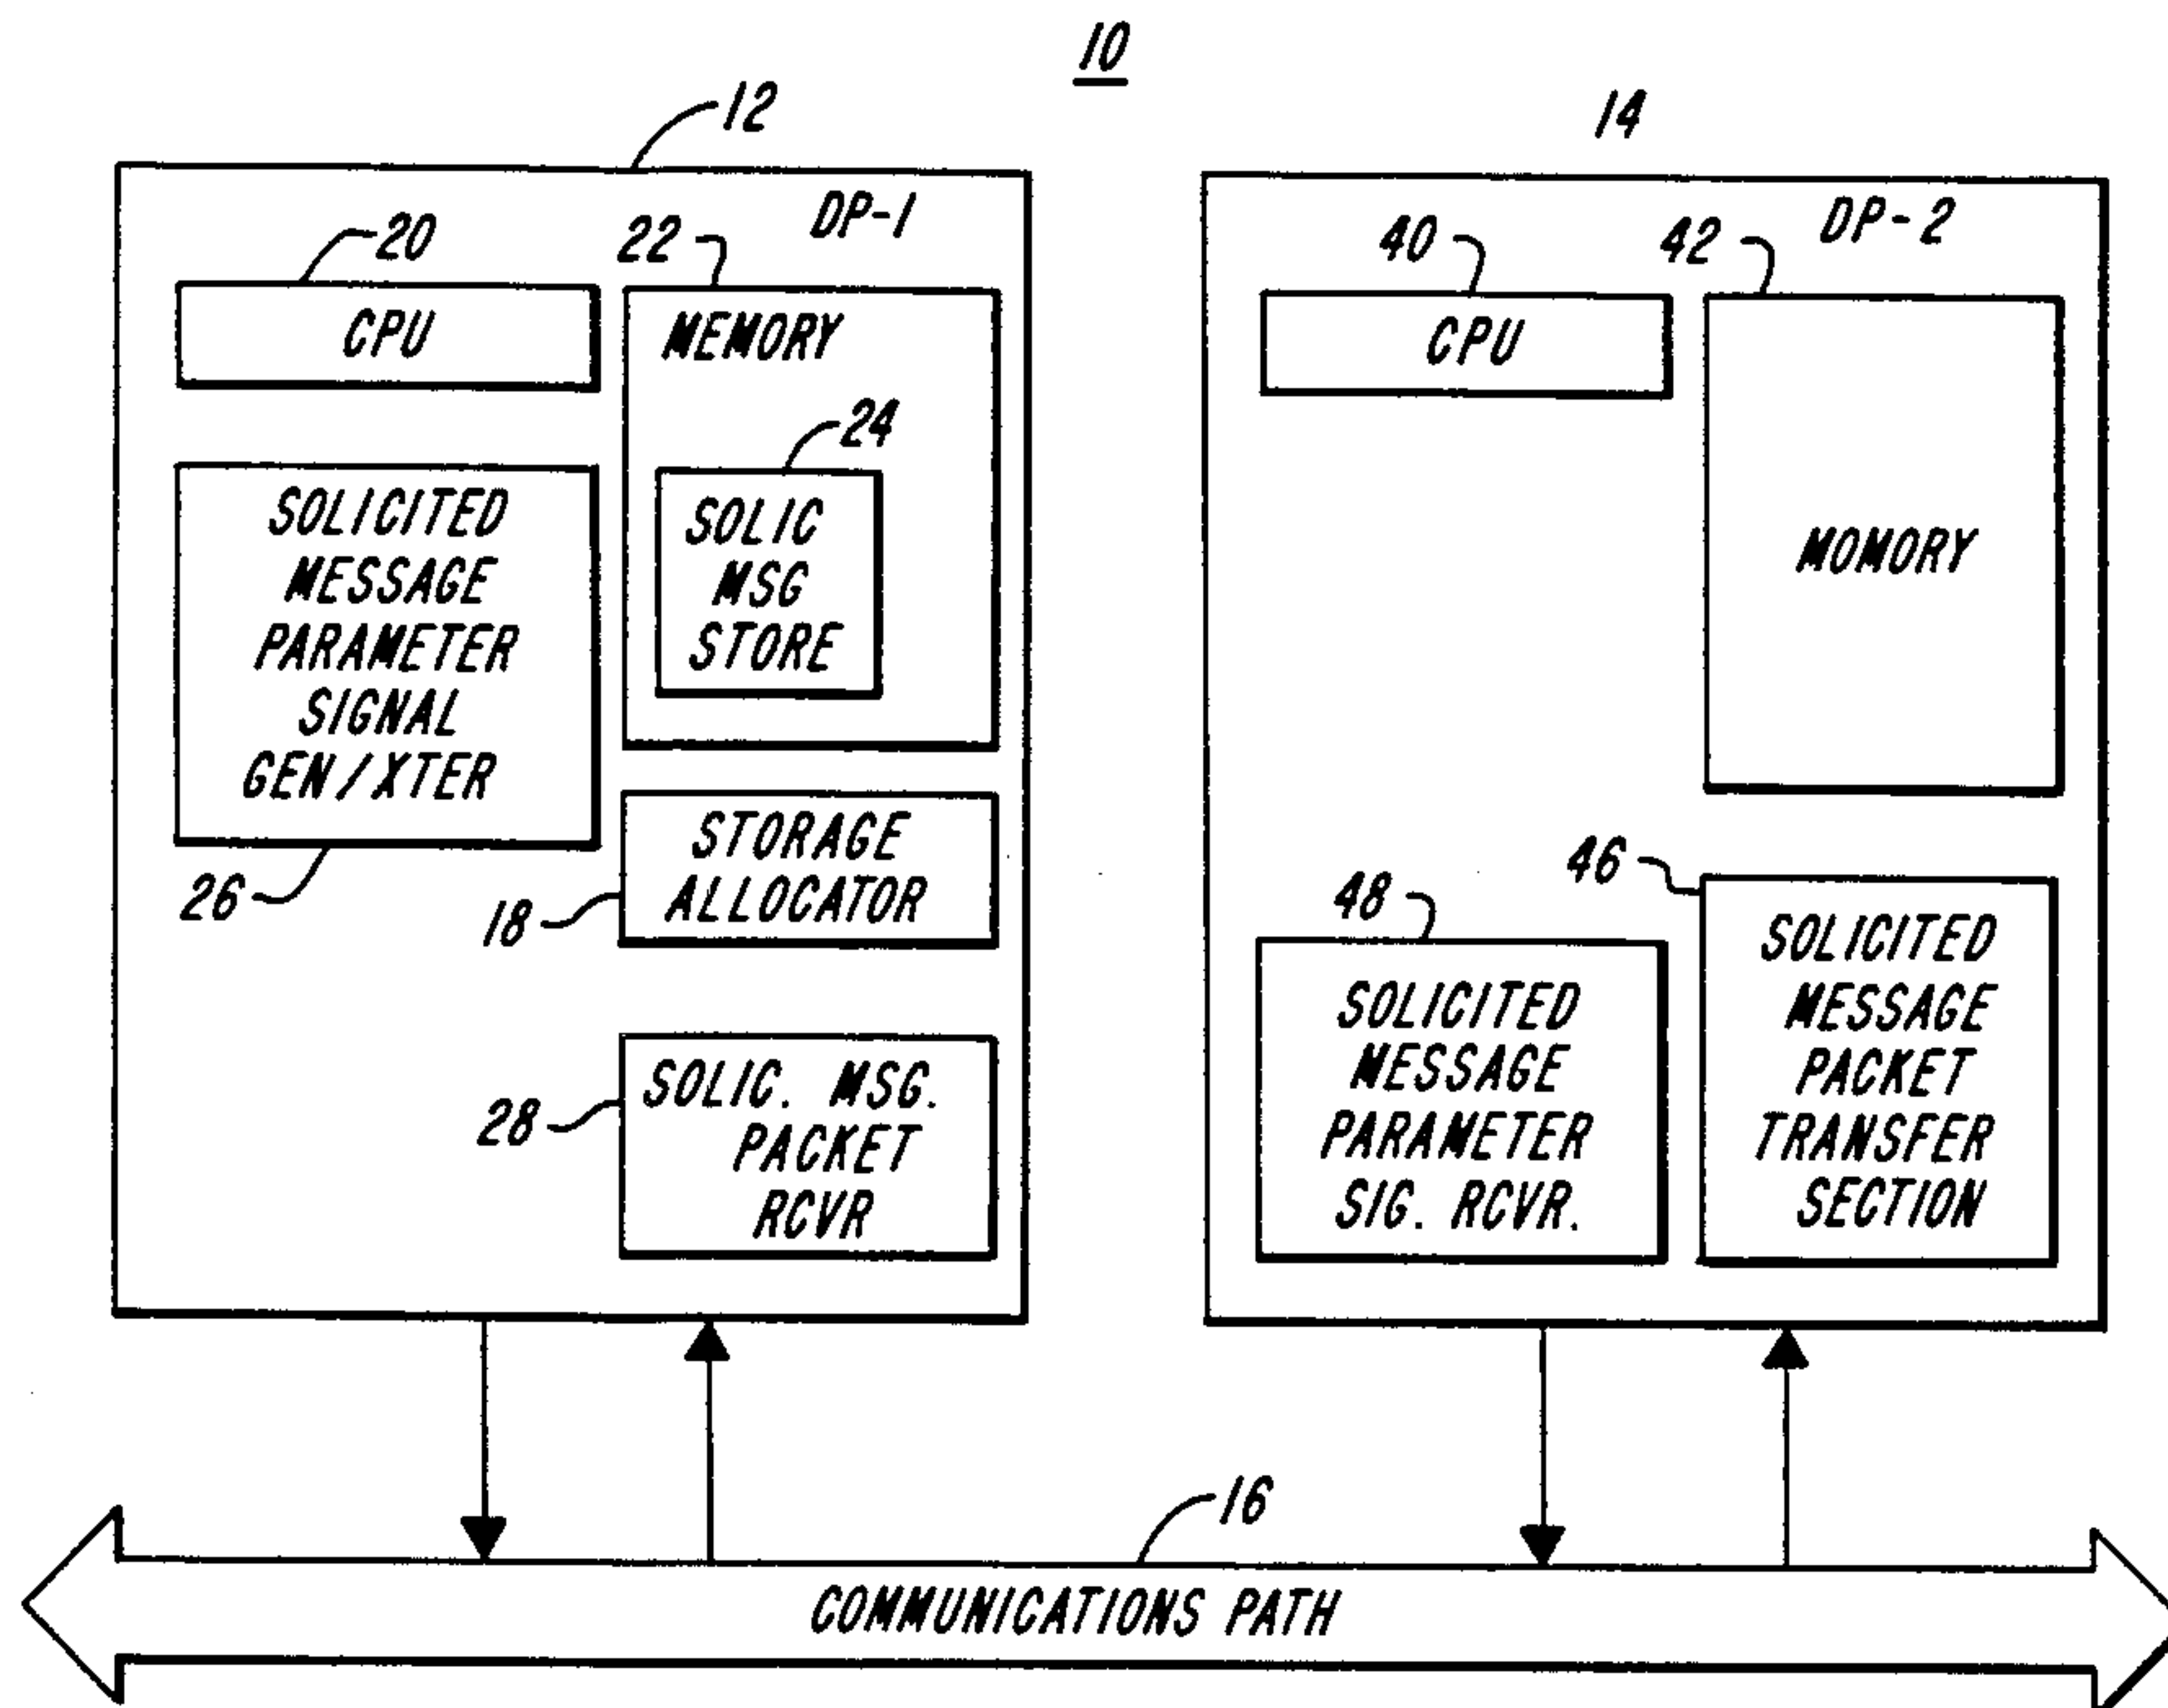 10
12
14
DP-1
DP-2
20
22
40
42
CPU
MEMORY
24
SOLIC
MSG
STORE
SOLICITED
MESSAGE
PARAMETER
SIGNAL
GEN/XTER
26
STORAGE
ALLOCATOR
18
SOLIC. MSG.
PACKET
RCVR
28
CPU
MOMORY
46
48
SOLICITED
MESSAGE
PARAMETER
SIG. RCVR.
SOLICITED
MESSAGE
PACKET
TRANSFER
SECTION
16
COMMUNICATIONS PATH